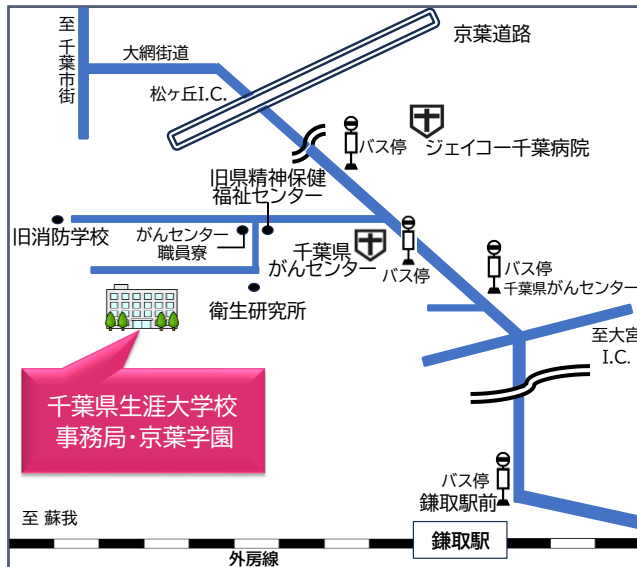 至
千葉市街
大網街道
京葉道路
松ヶ丘I.C.
バス停
ジェイコー千葉病院
旧県精神保健
福祉センター
旧消防学校
がんセンター
職員寮
千葉県
がんセンター
バス停
バス停
千葉県がんセンター
衛生研究所
至大宮
I.C.
千葉県生涯大学校
事務局・京葉学園
バス停
鎌取駅前
至 蘇我
鎌取駅
外房線